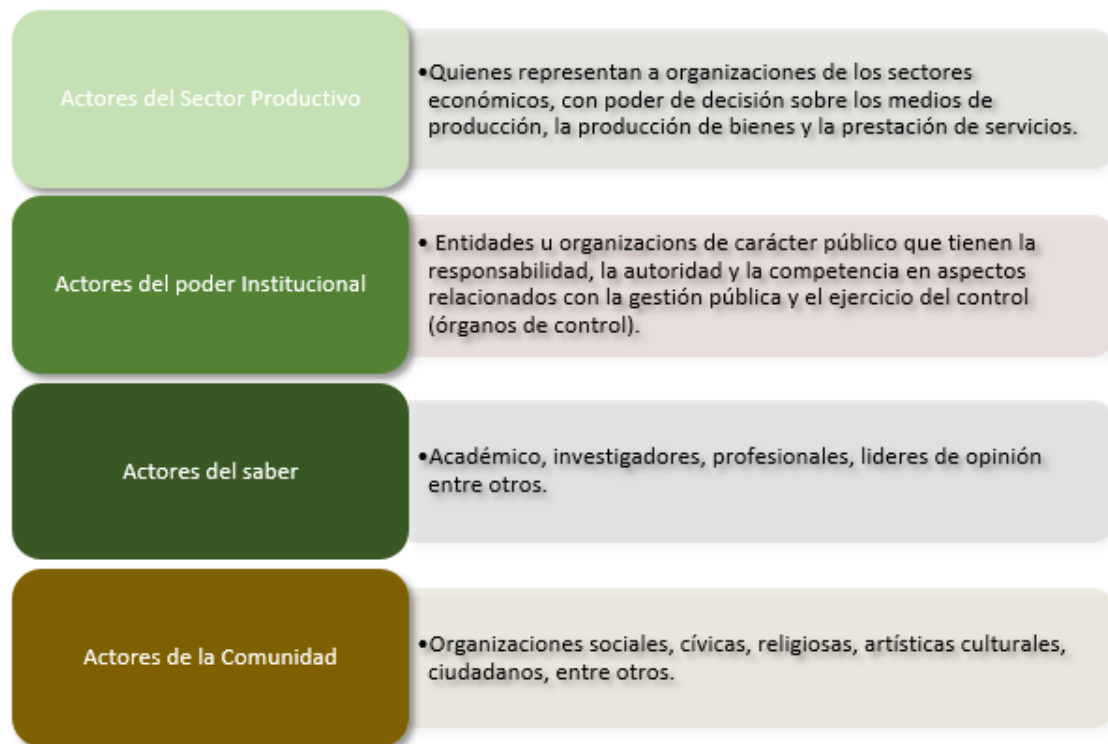 Actores del Sector Productivo
•Quienes representan a organizaciones de los sectores
económicos, con poder de decisión sobre los medios de
producción, la producción de bienes y la prestación de servicios.
Actores del poder Institucional
• Entidades u organizacions de carácter público que tienen la
responsabilidad, la autoridad y la competencia en aspectos
relacionados con la gestión pública y el ejercicio del control
(órganos de control).
Actores del saber
•Académico, investigadores, profesionales, lideres de opinión
entre otros.
Actores de la Comunidad
•Organizaciones sociales, cívicas, religiosas, artísticas culturales,
ciudadanos, entre otros.